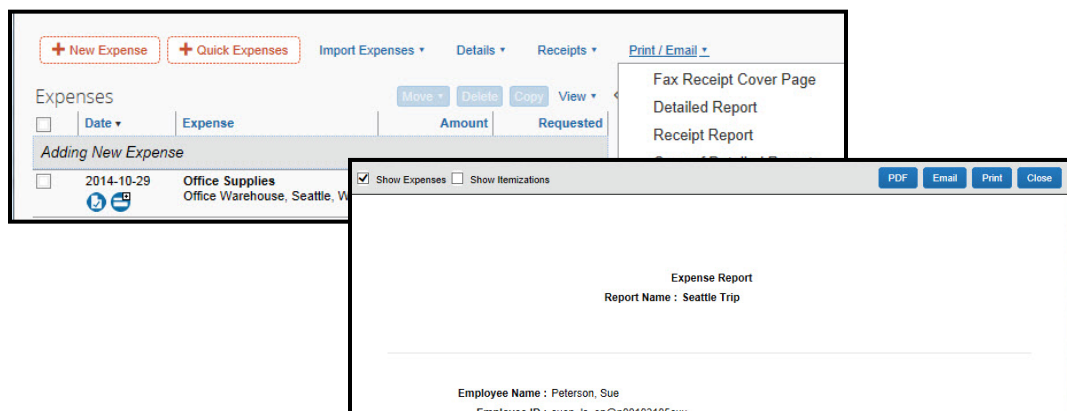 New Expense Quick Expenses Import Expenses Details Receipts Print / Email
Fax Receipt Cover Page
Expenses Move Delete Copy View
Detailed Report
Date Expense Amount Requested
Receipt Report
Adding New Expense
2014-10-29 Office Supplies
Office Warehouse, Seattle, W
Show Expenses Show Itemizations PDF Email Print Close
Expense Report
Report Name : Seattle Trip
Employee Name : Peterson, Sue